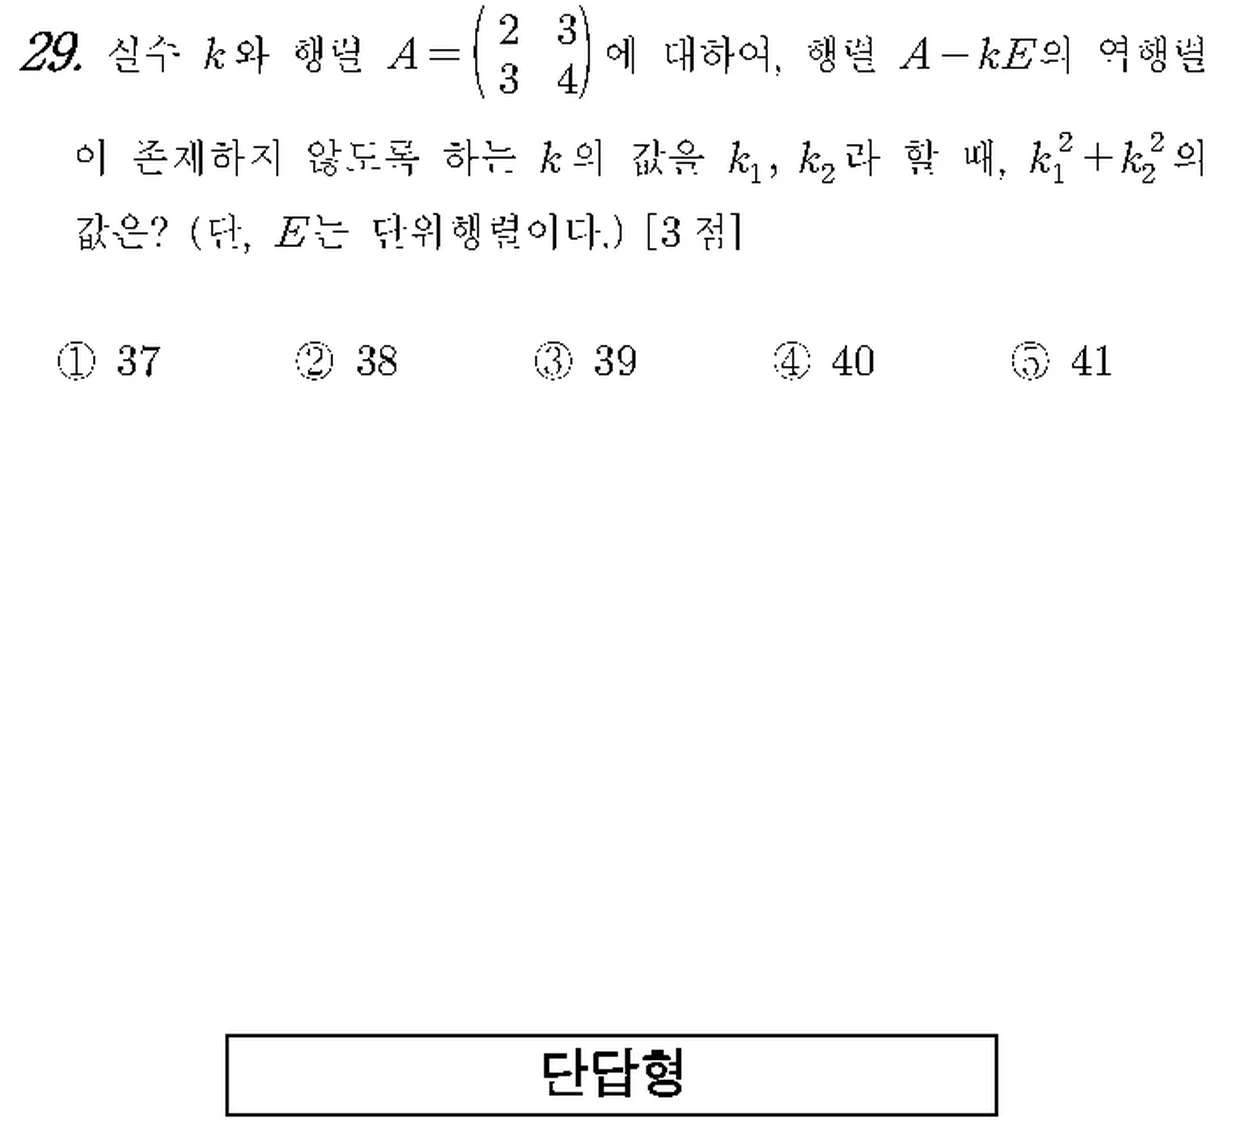 29. 실수 k와 행렬 A=(2 3; 3 4)에 대하여, 행렬 A-kE의 역행렬
이 존재하지 않도록 하는 k의 값을 k₁, k₂라 할 때, k₁²+k₂²의
값은? (단, E는 단위행렬이다.) [3점]
① 37 ② 38 ③ 39 ④ 40 ⑤ 41
단답형